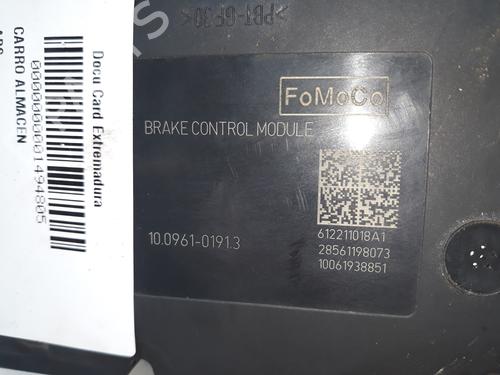 >PBT-GF30<
FoMoCo
BRAKE CONTROL MODULE
10.0961-0191.3
612211018A1
28561198073
10061938851
Docu Card Extremadura
0000000001494805
CARRO ALMACEN
ABS